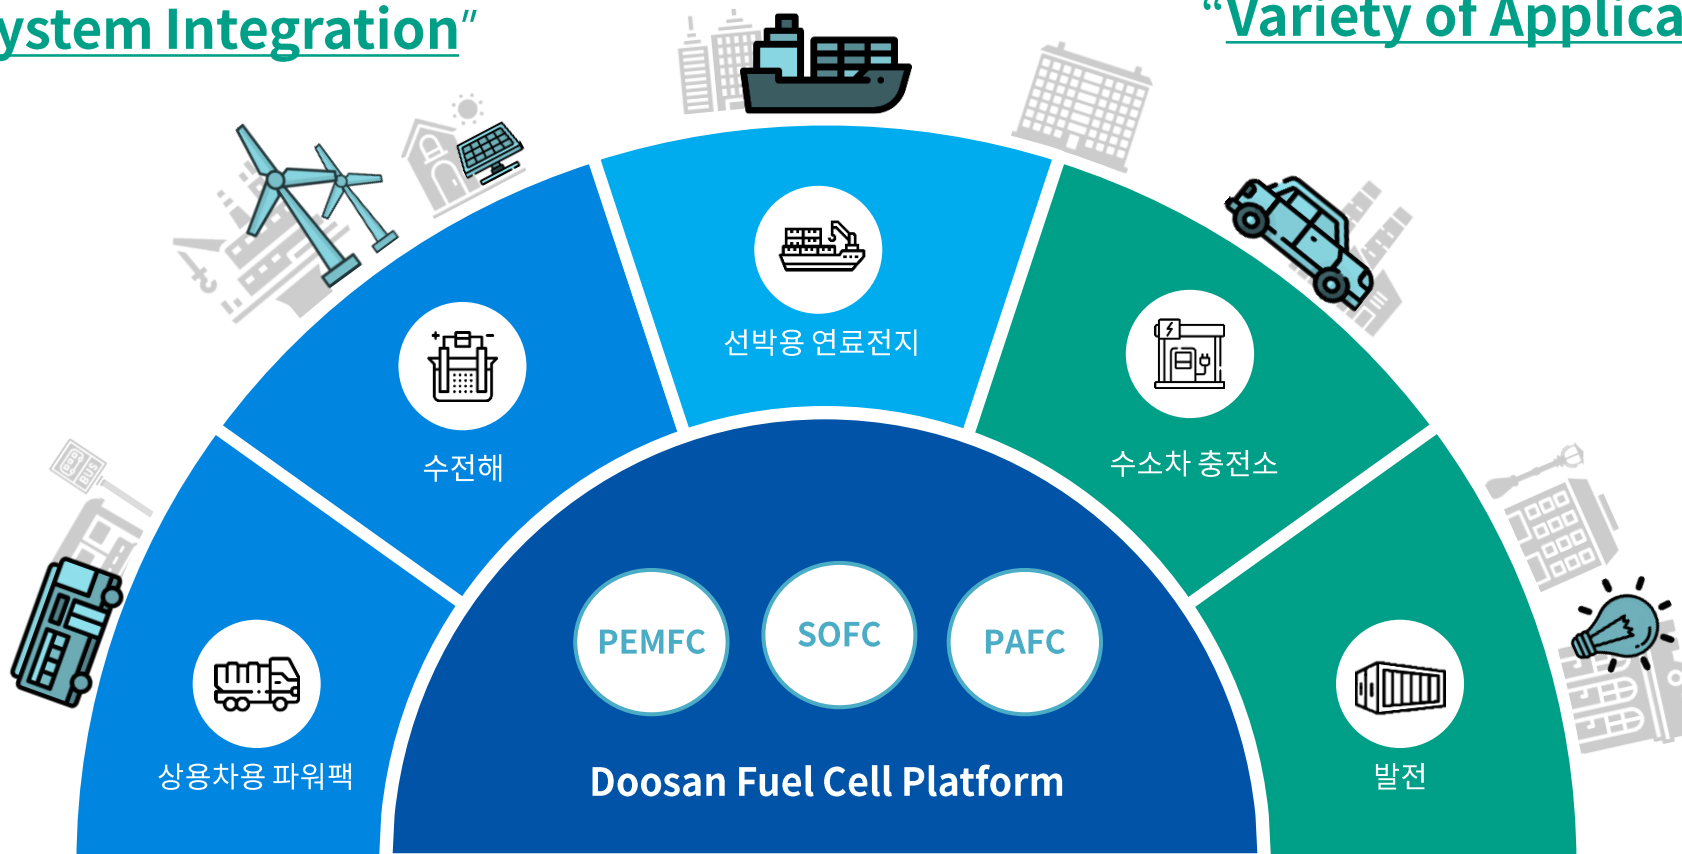 ystem Integration”
“Variety of Applica
선박용 연료전지
수전해
수소차 충전소
상용차용 파워팩
발전
BUS
PEMFC
SOFC
PAFC
Doosan Fuel Cell Platform